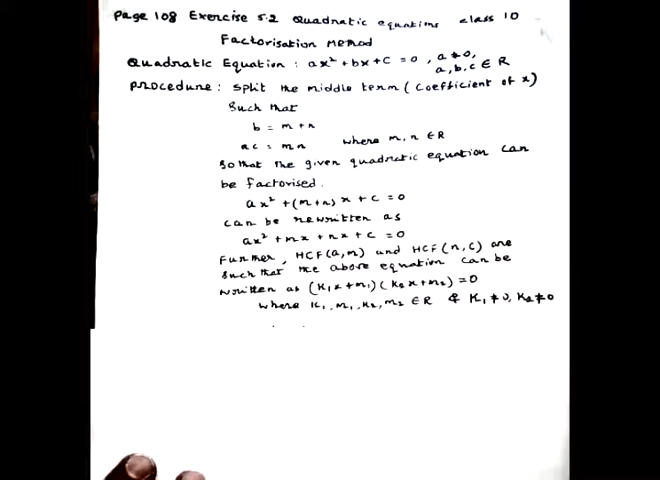 Page 108 Exercise 5.2 Quadratic equations class 10
Factorisation Method
Quadratic Equation : ax² + bx + c = 0 , a ≠ 0,
a, b, c ∈ R
Procedure : Split the middle term ( coefficient of x )
Such that
b = m + n
ac = mn where m, n ∈ R
So that the given quadratic equation can
be factorised.
ax² + (m+n) x + c = 0
can be rewritten as
ax² + mx + nx + c = 0
Further, HCF(a,m) and HCF(n,c) are
such that the above equation can be
written as (K₁x + m₁) (K₂x + m₂) = 0
where K₁, m₁, K₂, m₂ ∈ R & K₁ ≠ 0, K₂ ≠ 0